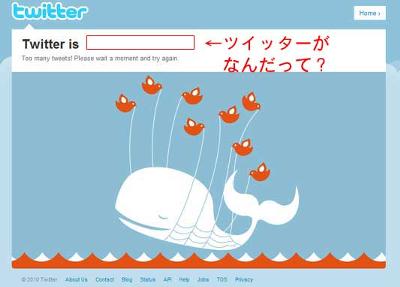 twitter
Home ›
Twitter is
←ツイッターが
なんだって？
Too many tweets! Please wait a moment and try again.
© 2010 Twitter About Us Contact Blog Status API Help Jobs TOS Privacy